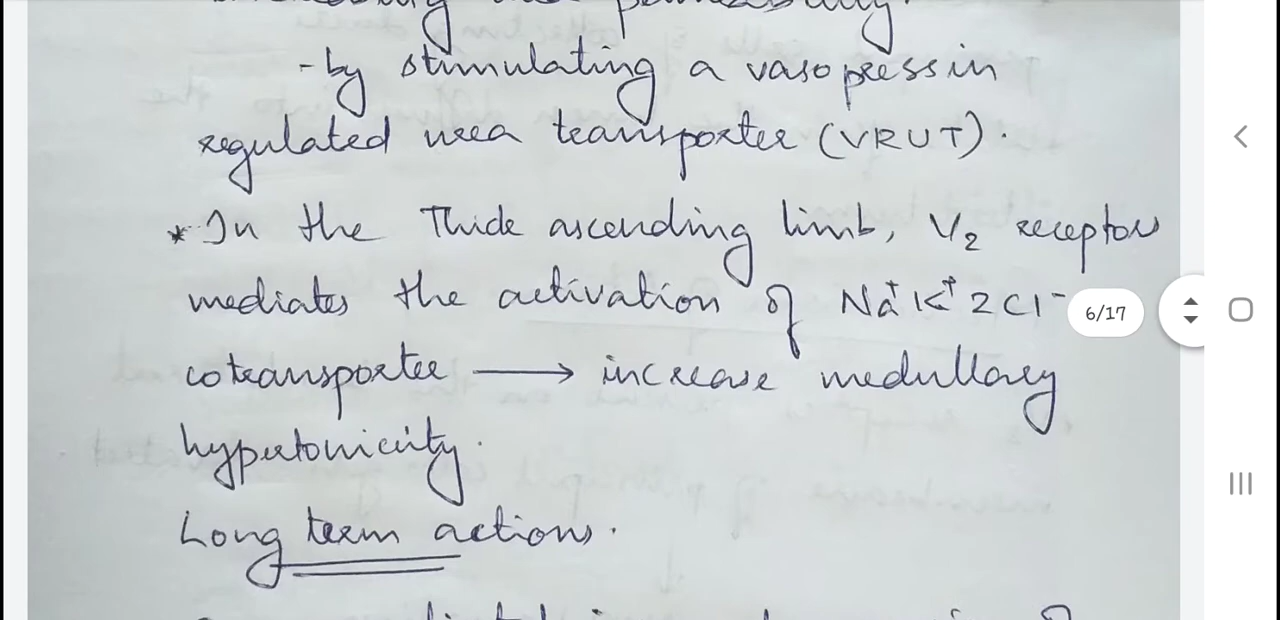 - by stimulating a vasopressin
regulated urea transporter (VRUT).
* In the Thick ascending limb, V₂ receptors
mediates the activation of Na⁺K⁺2Cl⁻
cotransporter → increase medullary
hypertonicity.
Long term actions.
6/17